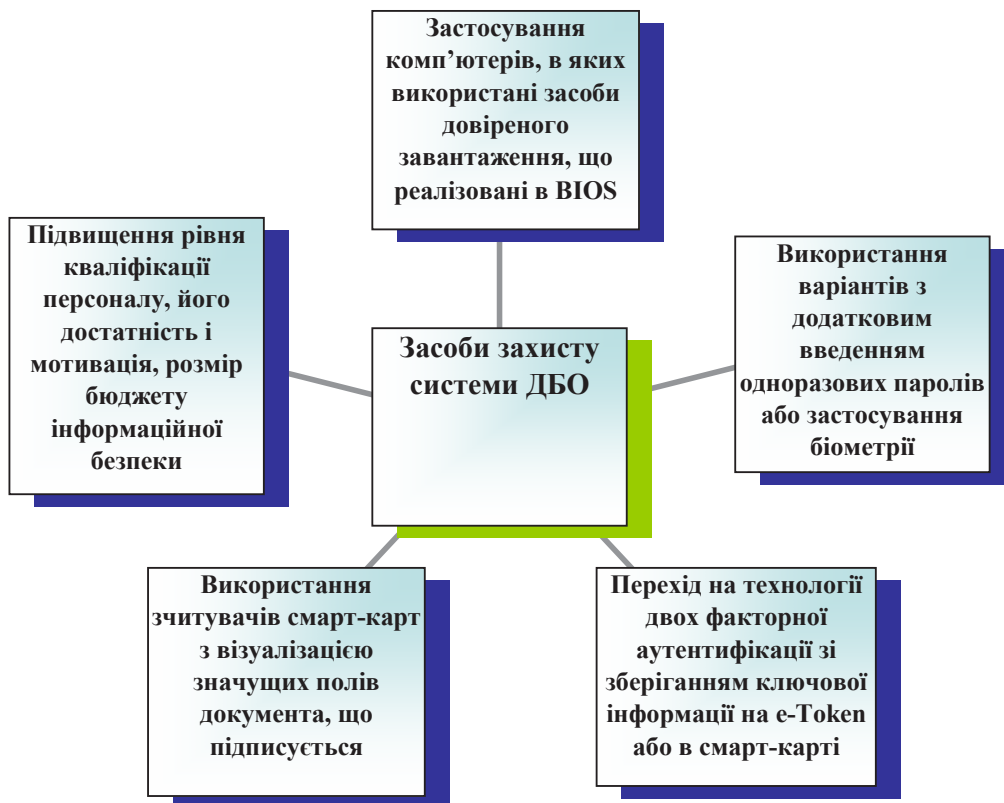 Застосування
комп’ютерів, в яких
використані засоби
довіреного
завантаження, що
реалізовані в BIOS
Підвищення рівня
кваліфікації
персоналу, його
достатність і
мотивація, розмір
бюджету
інформаційної
безпеки
Засоби захисту
системи ДБО
Використання
варіантів з
додатковим
введенням
одноразових паролів
або застосування
біометрії
Використання
зчитувачів смарт-карт
з візуалізацією
значущих полів
документа, що
підписується
Перехід на технології
двох факторної
аутентифікації зі
зберіганням ключової
інформації на e-Token
або в смарт-карті